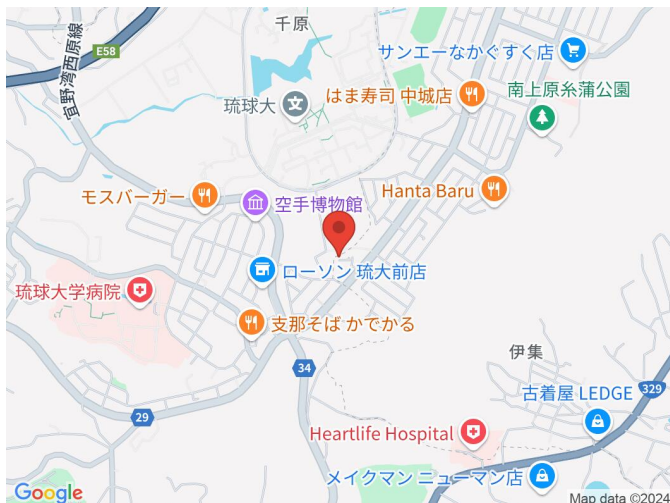 千原
サンエーなかぐすく店
E58
宜野湾西原線
琉球大
はま寿司 中城店
南上原糸蒲公園
モスバーガー
空手博物館
Hanta Baru
琉球大学病院
ローソン 琉大前店
支那そば かでかる
伊集
34
329
29
古着屋 LEDGE
Heartlife Hospital
メイクマン ニューマン店
Google
Map data ©2024